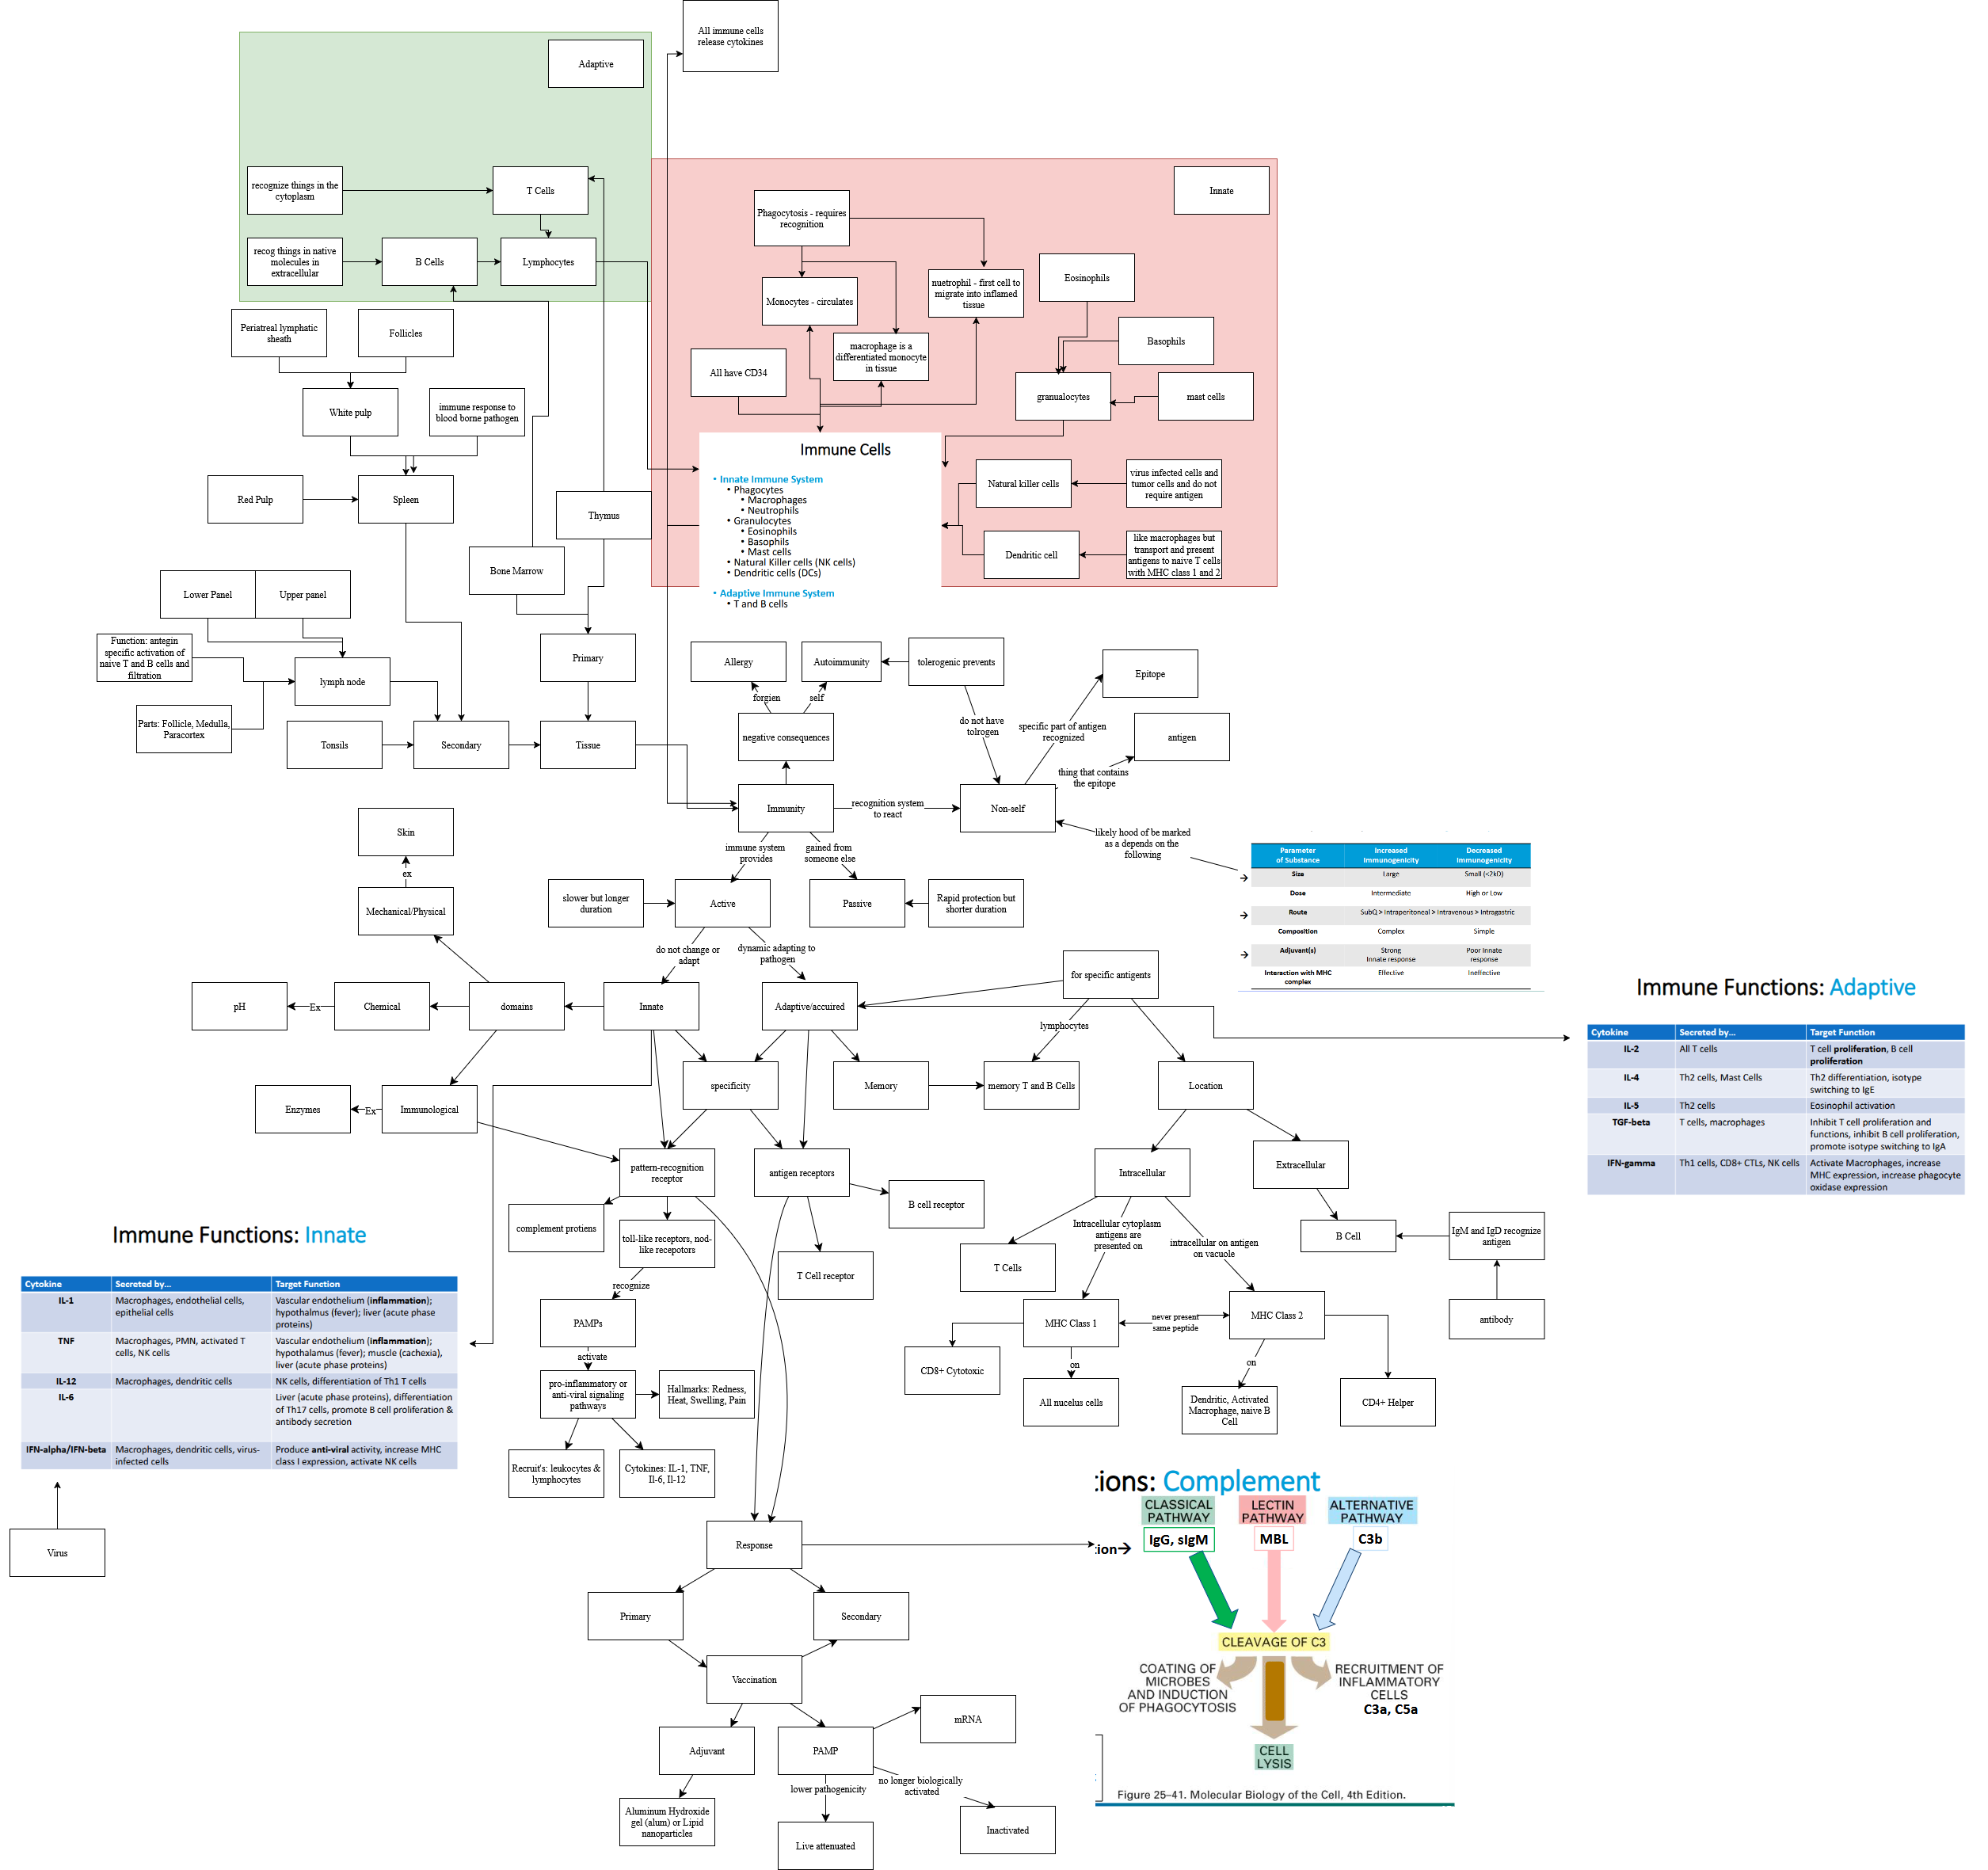 All immune cells
release cytokines
Adaptive
recognize things in the
cytoplasm
T Cells
recog things in native
molecules in
extracellular
B Cells
Lymphocytes
Innate
Phagocytosis - requires
recognition
Monocytes - circulates
nuetrophil - first cell to
migrate into inflamed
tissue
Eosinophils
macrophage is a
differentiated monocyte
in tissue
Basophils
All have CD34
granualocytes
mast cells
Periatreal lymphatic
sheath
Follicles
White pulp
immune response to
blood borne pathogen
Red Pulp
Spleen
Thymus
Bone Marrow
Immune Cells
• Innate Immune System
• Phagocytes
• Macrophages
• Neutrophils
• Granulocytes
• Eosinophils
• Basophils
• Mast cells
• Natural Killer cells (NK cells)
• Dendritic cells (DCs)
• Adaptive Immune System
• T and B cells
Natural killer cells
virus infected cells and
tumor cells and do not
require antigen
Dendritic cell
like macrophages but
transport and present
antigens to naive T cells
with MHC class 1 and 2
Lower Panel
Upper panel
Function: antegin
specific activation of
naive T and B cells and
filtration
lymph node
Parts: Follicle, Medulla,
Paracortex
Primary
Tonsils
Secondary
Tissue
Allergy
Autoimmunity
tolerogenic prevents
forgien
self
negative consequences
do not have
tolrogen
Epitope
specific part of antigen
recognized
antigen
thing that contains
the epitope
Immunity
recognition system
to react
Non-self
likely hood of be marked
as a depends on the
following
Parameter
of Substance
Increased
Immunogenicity
Decreased
Immunogenicity
Size
Large
Small (<2kD)
Dose
Intermediate
High or Low
Route
SubQ > Intraperitoneal > Intravenous > Intragastric
Composition
Complex
Simple
Adjuvant(s)
Strong
Innate response
Poor Innate
response
Interaction with MHC
complex
Effective
Ineffective
immune system
provides
gained from
someone else
slower but longer
duration
Active
Passive
Rapid protection but
shorter duration
do not change or
adapt
dynamic adapting to
pathogen
Skin
ex
Mechanical/Physical
pH
Ex
Chemical
domains
Innate
Adaptive/accuired
for specific antigens
lymphocytes
Enzymes
Ex
Immunological
specificity
Memory
memory T and B Cells
Location
pattern-recognition
receptor
antigen receptors
Intracellular
Extracellular
complement protiens
toll-like receptors, nod-
like recepotors
B cell receptor
T Cell receptor
Intracellular cytoplasm
antigens are
presented on
intracellular on antigen
on vacuole
T Cells
B Cell
IgM and IgD recognize
antigen
antibody
recognize
PAMPs
activate
pro-inflammatory or
anti-viral signaling
pathways
Hallmarks: Redness,
Heat, Swelling, Pain
Recruit's: leukocytes &
lymphocytes
Cytokines: IL-1, TNF,
Il-6, Il-12
MHC Class 1
never present
same peptide
MHC Class 2
CD8+ Cytotoxic
on
All nucelus cells
on
Dendritic, Activated
Macrophage, naive B
Cell
CD4+ Helper
Immune Functions: Adaptive
Cytokine
Secreted by...
Target Function
IL-2
All T cells
T cell proliferation, B cell
proliferation
IL-4
Th2 cells, Mast Cells
Th2 differentiation, isotype
switching to IgE
IL-5
Th2 cells
Eosinophil activation
TGF-beta
T cells, macrophages
Inhibit T cell proliferation and
functions, inhibit B cell proliferation,
promote isotype switching to IgA
IFN-gamma
Th1 cells, CD8+ CTLs, NK cells
Activate Macrophages, increase
MHC expression, increase phagocyte
oxidase expression
Immune Functions: Innate
Cytokine
Secreted by...
Target Function
IL-1
Macrophages, endothelial cells,
epithelial cells
Vascular endothelium (inflammation);
hypothalmus (fever); liver (acute phase
proteins)
TNF
Macrophages, PMN, activated T
cells, NK cells
Vascular endothelium (inflammation);
hypothalamus (fever); muscle (cachexia),
liver (acute phase proteins)
IL-12
Macrophages, dendritic cells
NK cells, differentiation of Th1 T cells
IL-6
Liver (acute phase proteins), differentiation
of Th17 cells, promote B cell proliferation &
antibody secretion
IFN-alpha/IFN-beta
Macrophages, dendritic cells, virus-
infected cells
Produce anti-viral activity, increase MHC
class I expression, activate NK cells
Virus
Response
Primary
Secondary
Vaccination
Adjuvant
PAMP
mRNA
lower pathogenicity
no longer biologically
activated
Aluminum Hydroxide
gel (alum) or Lipid
nanoparticles
Live attenuated
Inactivated
ions: Complement
CLASSICAL
PATHWAY
LECTIN
PATHWAY
ALTERNATIVE
PATHWAY
tion→
IgG, sIgM
MBL
C3b
CLEAVAGE OF C3
COATING OF
MICROBES
AND INDUCTION
OF PHAGOCYTOSIS
RECRUITMENT OF
INFLAMMATORY
CELLS
C3a, C5a
CELL
LYSIS
Figure 25–41. Molecular Biology of the Cell, 4th Edition.